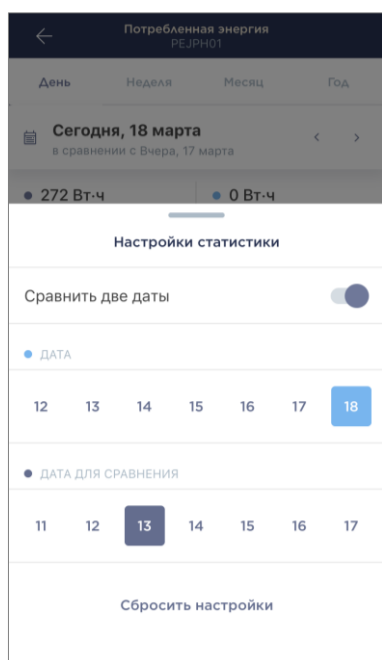 Потребленная энергия
PEJPH01
День Неделя Месяц Год
Сегодня, 18 марта
в сравнении с Вчера, 17 марта
272 Вт·ч 0 Вт·ч
Настройки статистики
Сравнить две даты
ДАТА
12 13 14 15 16 17 18
ДАТА ДЛЯ СРАВНЕНИЯ
11 12 13 14 15 16 17
Сбросить настройки